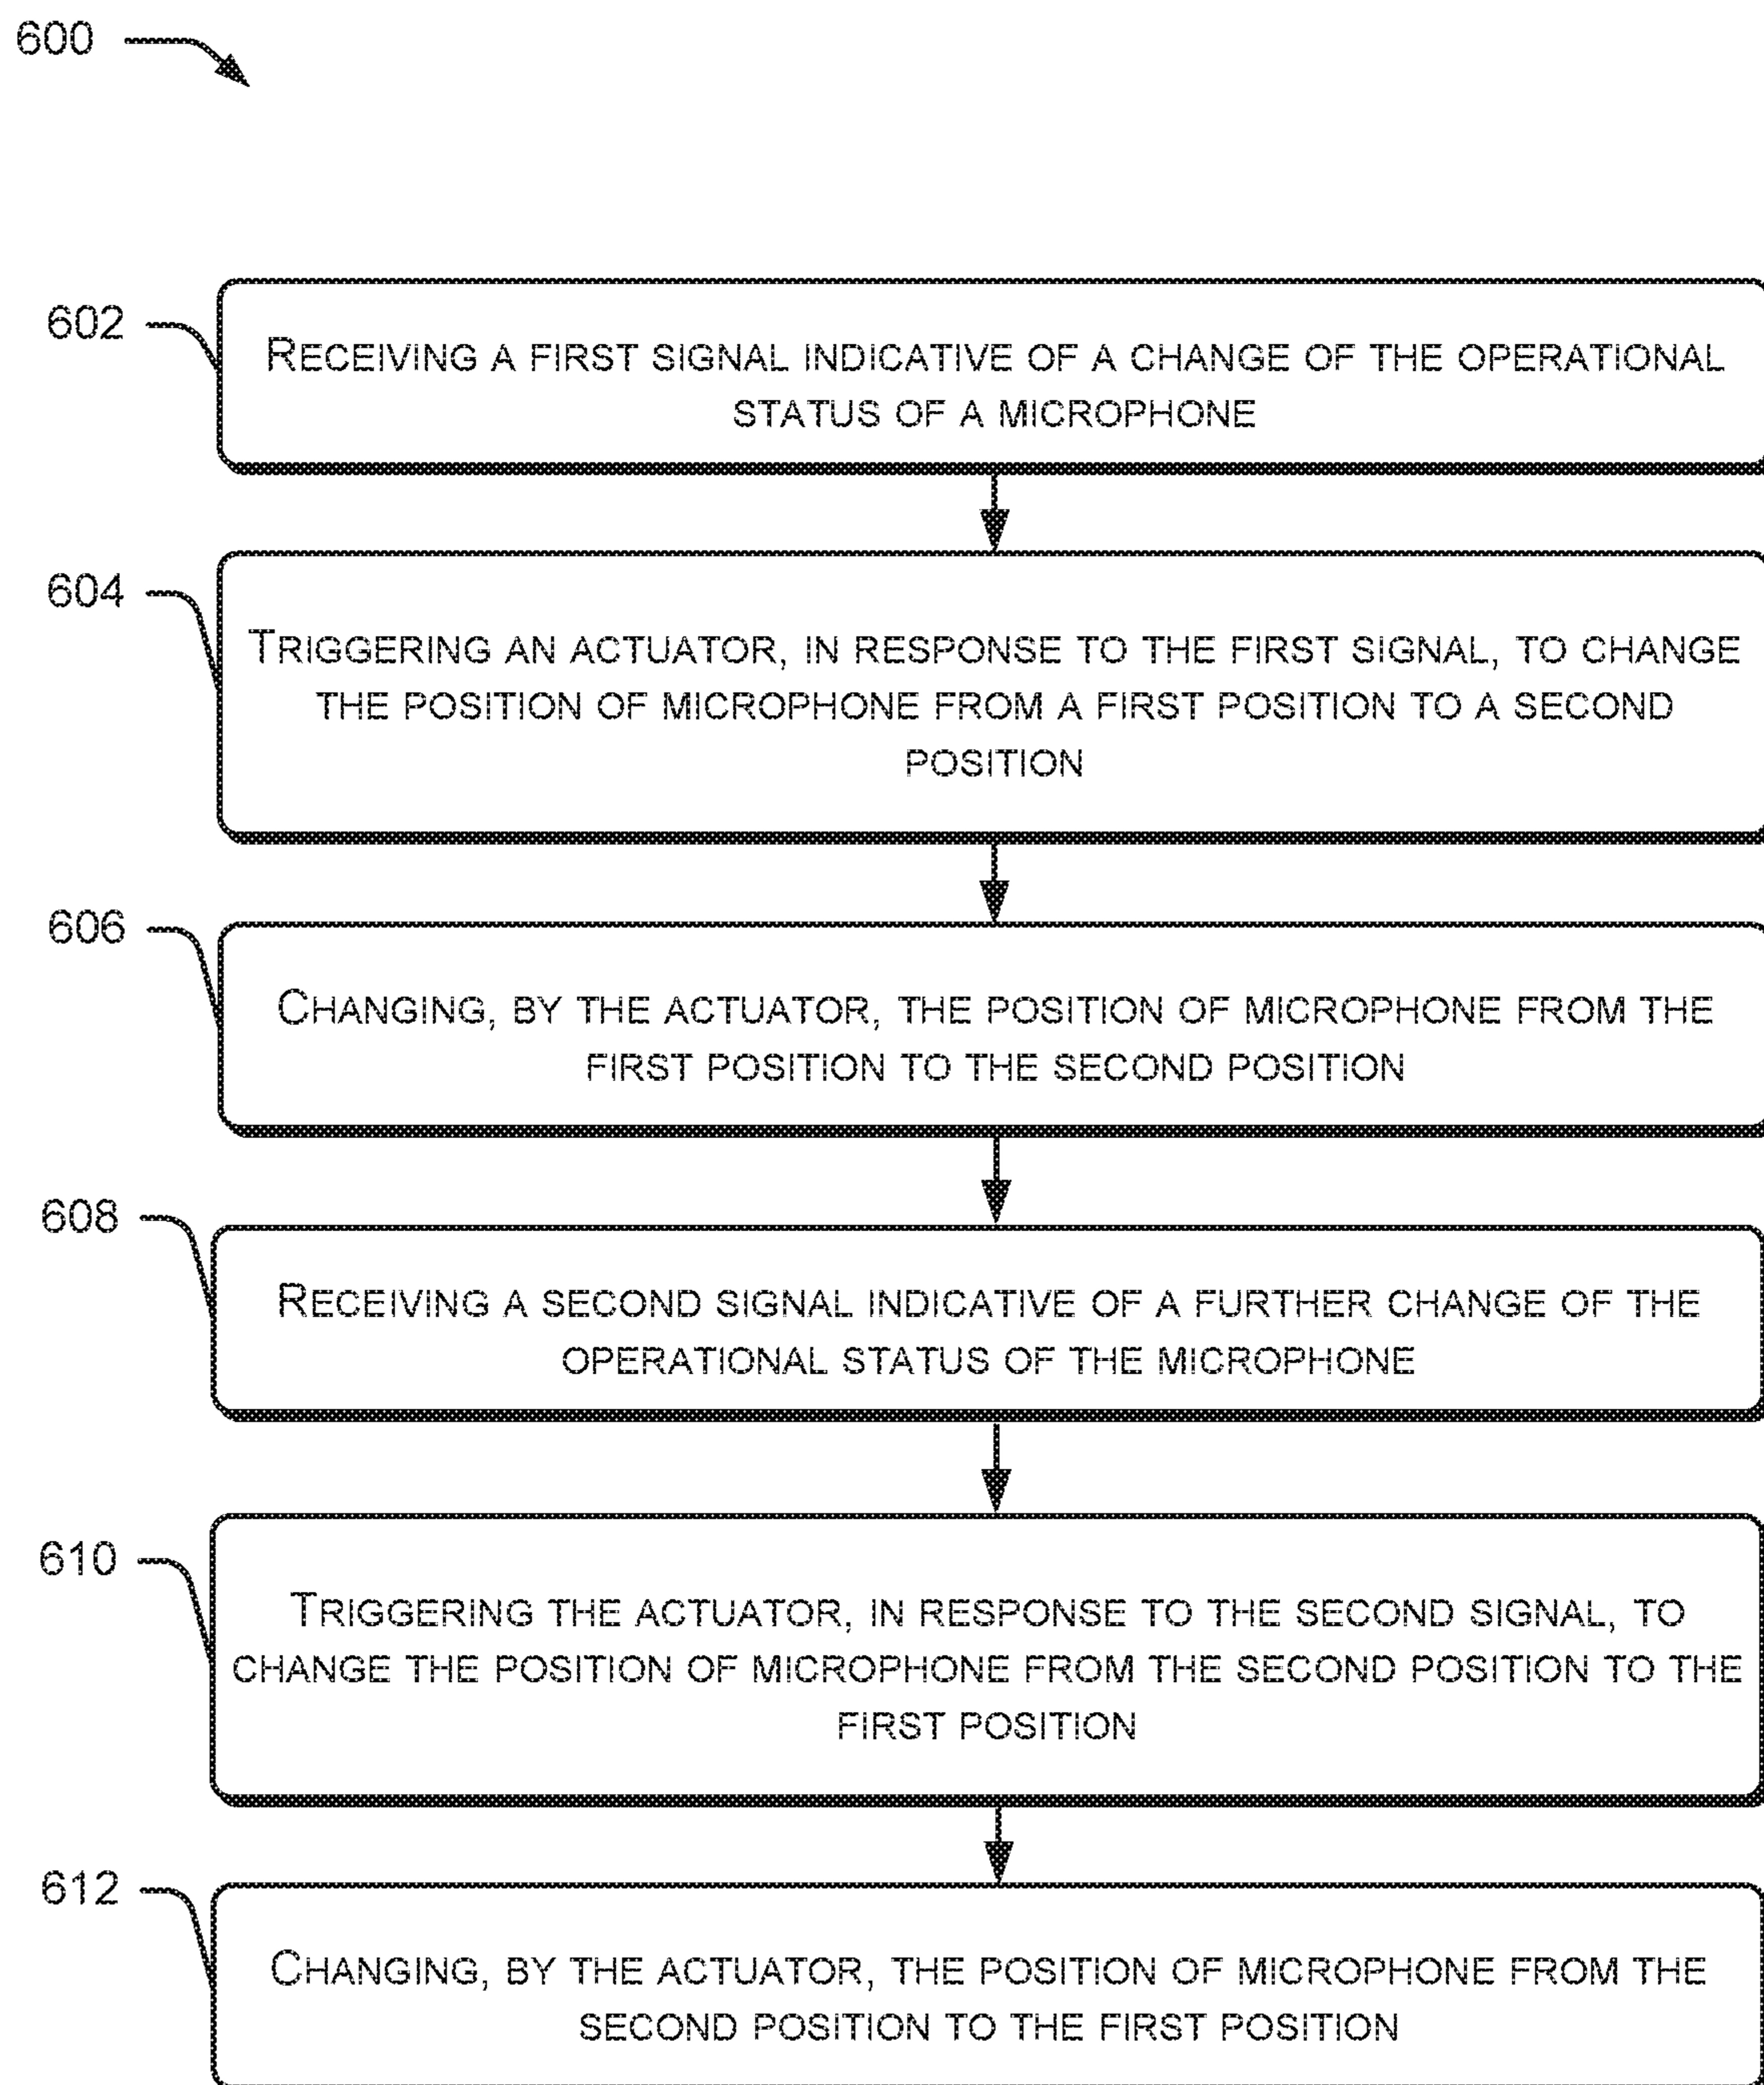 600
602
RECEIVING A FIRST SIGNAL INDICATIVE OF A CHANGE OF THE OPERATIONAL
STATUS OF A MICROPHONE
604
TRIGGERING AN ACTUATOR, IN RESPONSE TO THE FIRST SIGNAL, TO CHANGE
THE POSITION OF MICROPHONE FROM A FIRST POSITION TO A SECOND
POSITION
606
CHANGING, BY THE ACTUATOR, THE POSITION OF MICROPHONE FROM THE
FIRST POSITION TO THE SECOND POSITION
608
RECEIVING A SECOND SIGNAL INDICATIVE OF A FURTHER CHANGE OF THE
OPERATIONAL STATUS OF THE MICROPHONE
610
TRIGGERING THE ACTUATOR, IN RESPONSE TO THE SECOND SIGNAL, TO
CHANGE THE POSITION OF MICROPHONE FROM THE SECOND POSITION TO THE
FIRST POSITION
612
CHANGING, BY THE ACTUATOR, THE POSITION OF MICROPHONE FROM THE
SECOND POSITION TO THE FIRST POSITION